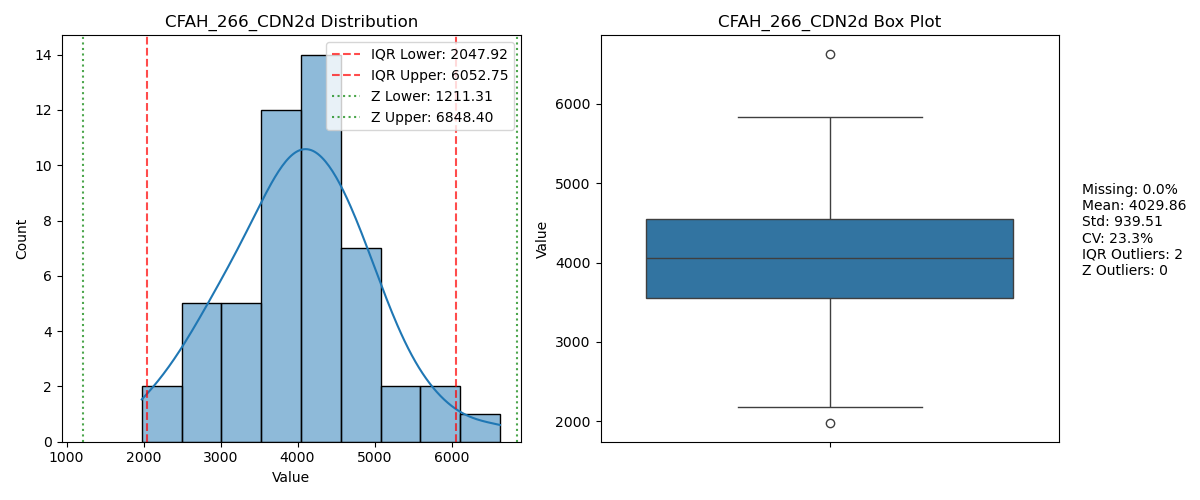 CFAH_266_CDN2d Distribution
IQR Lower: 2047.92
IQR Upper: 6052.75
Z Lower: 1211.31
Z Upper: 6848.40
Count
14
12
10
8
6
4
2
0
1000 2000 3000 4000 5000 6000
Value
CFAH_266_CDN2d Box Plot
Value
6000
5000
4000
3000
2000
Missing: 0.0%
Mean: 4029.86
Std: 939.51
CV: 23.3%
IQR Outliers: 2
Z Outliers: 0